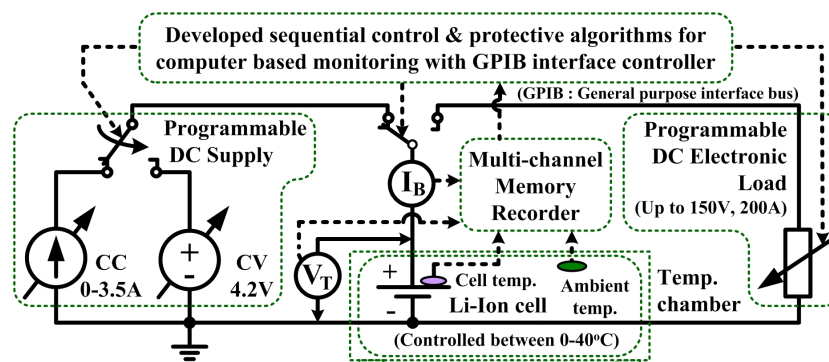 Developed sequential control & protective algorithms for
computer based monitoring with GPIB interface controller
(GPIB : General purpose interface bus)
Programmable
DC Supply
Programmable
DC Electronic
Load
(Up to 150V, 200A)
Multi-channel
Memory
Recorder
I_B
CC
0-3.5A
+
-
CV
4.2V
V_T
+
-
Cell temp.
Li-Ion cell
Ambient
temp.
Temp.
chamber
(Controlled between 0-40ºC)